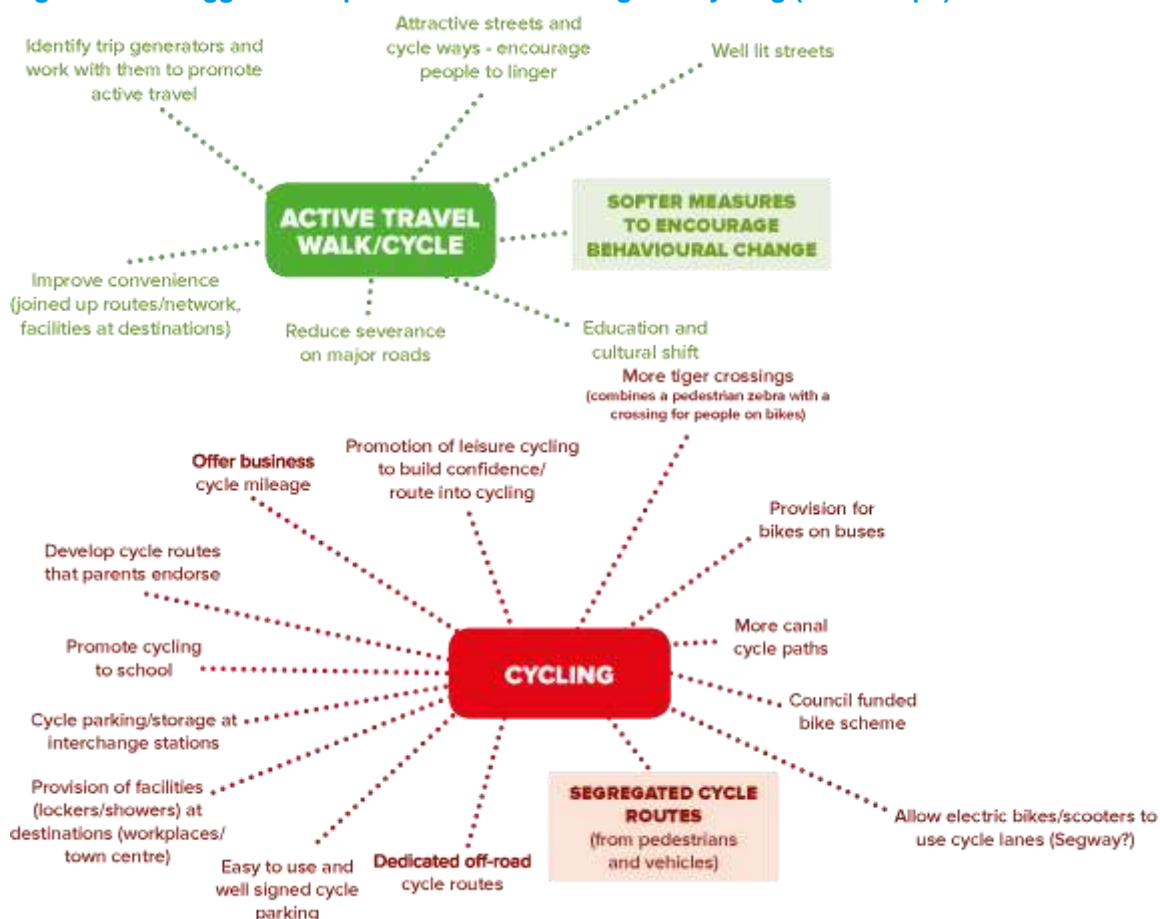 Identify trip generators and
work with them to promote
active travel
Attractive streets and
cycle ways - encourage
people to linger
Well lit streets
ACTIVE TRAVEL
WALK/CYCLE
SOFTER MEASURES
TO ENCOURAGE
BEHAVIOURAL CHANGE
Improve convenience
(joined up routes/network,
facilities at destinations)
Reduce severance
on major roads
Education and
cultural shift
More tiger crossings
(combines a pedestrian zebra with a
crossing for people on bikes)
Offer business
cycle mileage
Promotion of leisure cycling
to build confidence/
route into cycling
Provision for
bikes on buses
Develop cycle routes
that parents endorse
More canal
cycle paths
Promote cycling
to school
CYCLING
Council funded
bike scheme
Cycle parking/storage at
interchange stations
Provision of facilities
(lockers/showers) at
destinations (workplaces/
town centre)
Easy to use and
well signed cycle
parking
Dedicated off-road
cycle routes
SEGREGATED CYCLE
ROUTES
(from pedestrians
and vehicles)
Allow electric bikes/scooters to
use cycle lanes (Segway?)